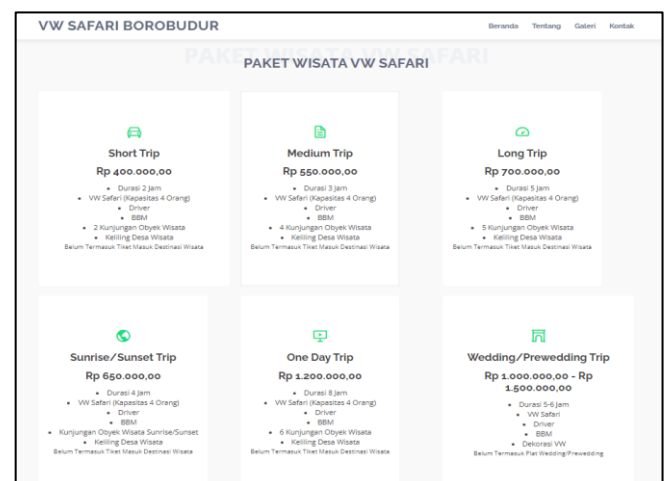 VW SAFARI BOROBUDUR
Beranda Tentang Galeri Kontak
PAKET WISATA VW SAFARI
PAKET WISATA VW SAFARI
Short Trip
Rp 400.000,00
• Durasi 2 Jam
• VW Safari (Kapasitas 4 Orang)
• Driver
• BBM
• 2 Kunjungan Obyek Wisata
• Keliling Desa Wisata
Belum Termasuk Tiket Masuk Destinasi Wisata
Medium Trip
Rp 550.000,00
• Durasi 3 Jam
• VW Safari (Kapasitas 4 Orang)
• Driver
• BBM
• 4 Kunjungan Obyek Wisata
• Keliling Desa Wisata
Belum Termasuk Tiket Masuk Destinasi Wisata
Long Trip
Rp 700.000,00
• Durasi 5 Jam
• VW Safari (Kapasitas 4 Orang)
• Driver
• BBM
• 5 Kunjungan Obyek Wisata
• Keliling Desa Wisata
Belum Termasuk Tiket Masuk Destinasi Wisata
Sunrise/Sunset Trip
Rp 650.000,00
• Durasi 4 Jam
• VW Safari (Kapasitas 4 Orang)
• Driver
• BBM
• Kunjungan Obyek Wisata Sunrise/Sunset
• Keliling Desa Wisata
Belum Termasuk Tiket Masuk Destinasi Wisata
One Day Trip
Rp 1.200.000,00
• Durasi 8 Jam
• VW Safari (Kapasitas 4 Orang)
• Driver
• BBM
• 6 Kunjungan Obyek Wisata
• Keliling Desa Wisata
Belum Termasuk Tiket Masuk Destinasi Wisata
Wedding/Prewedding Trip
Rp 1.000.000,00 - Rp
1.500.000,00
• Durasi 5-6 Jam
• VW Safari
• Driver
• BBM
• Dekorasi VW
Belum Termasuk Plat Wedding/Prewedding